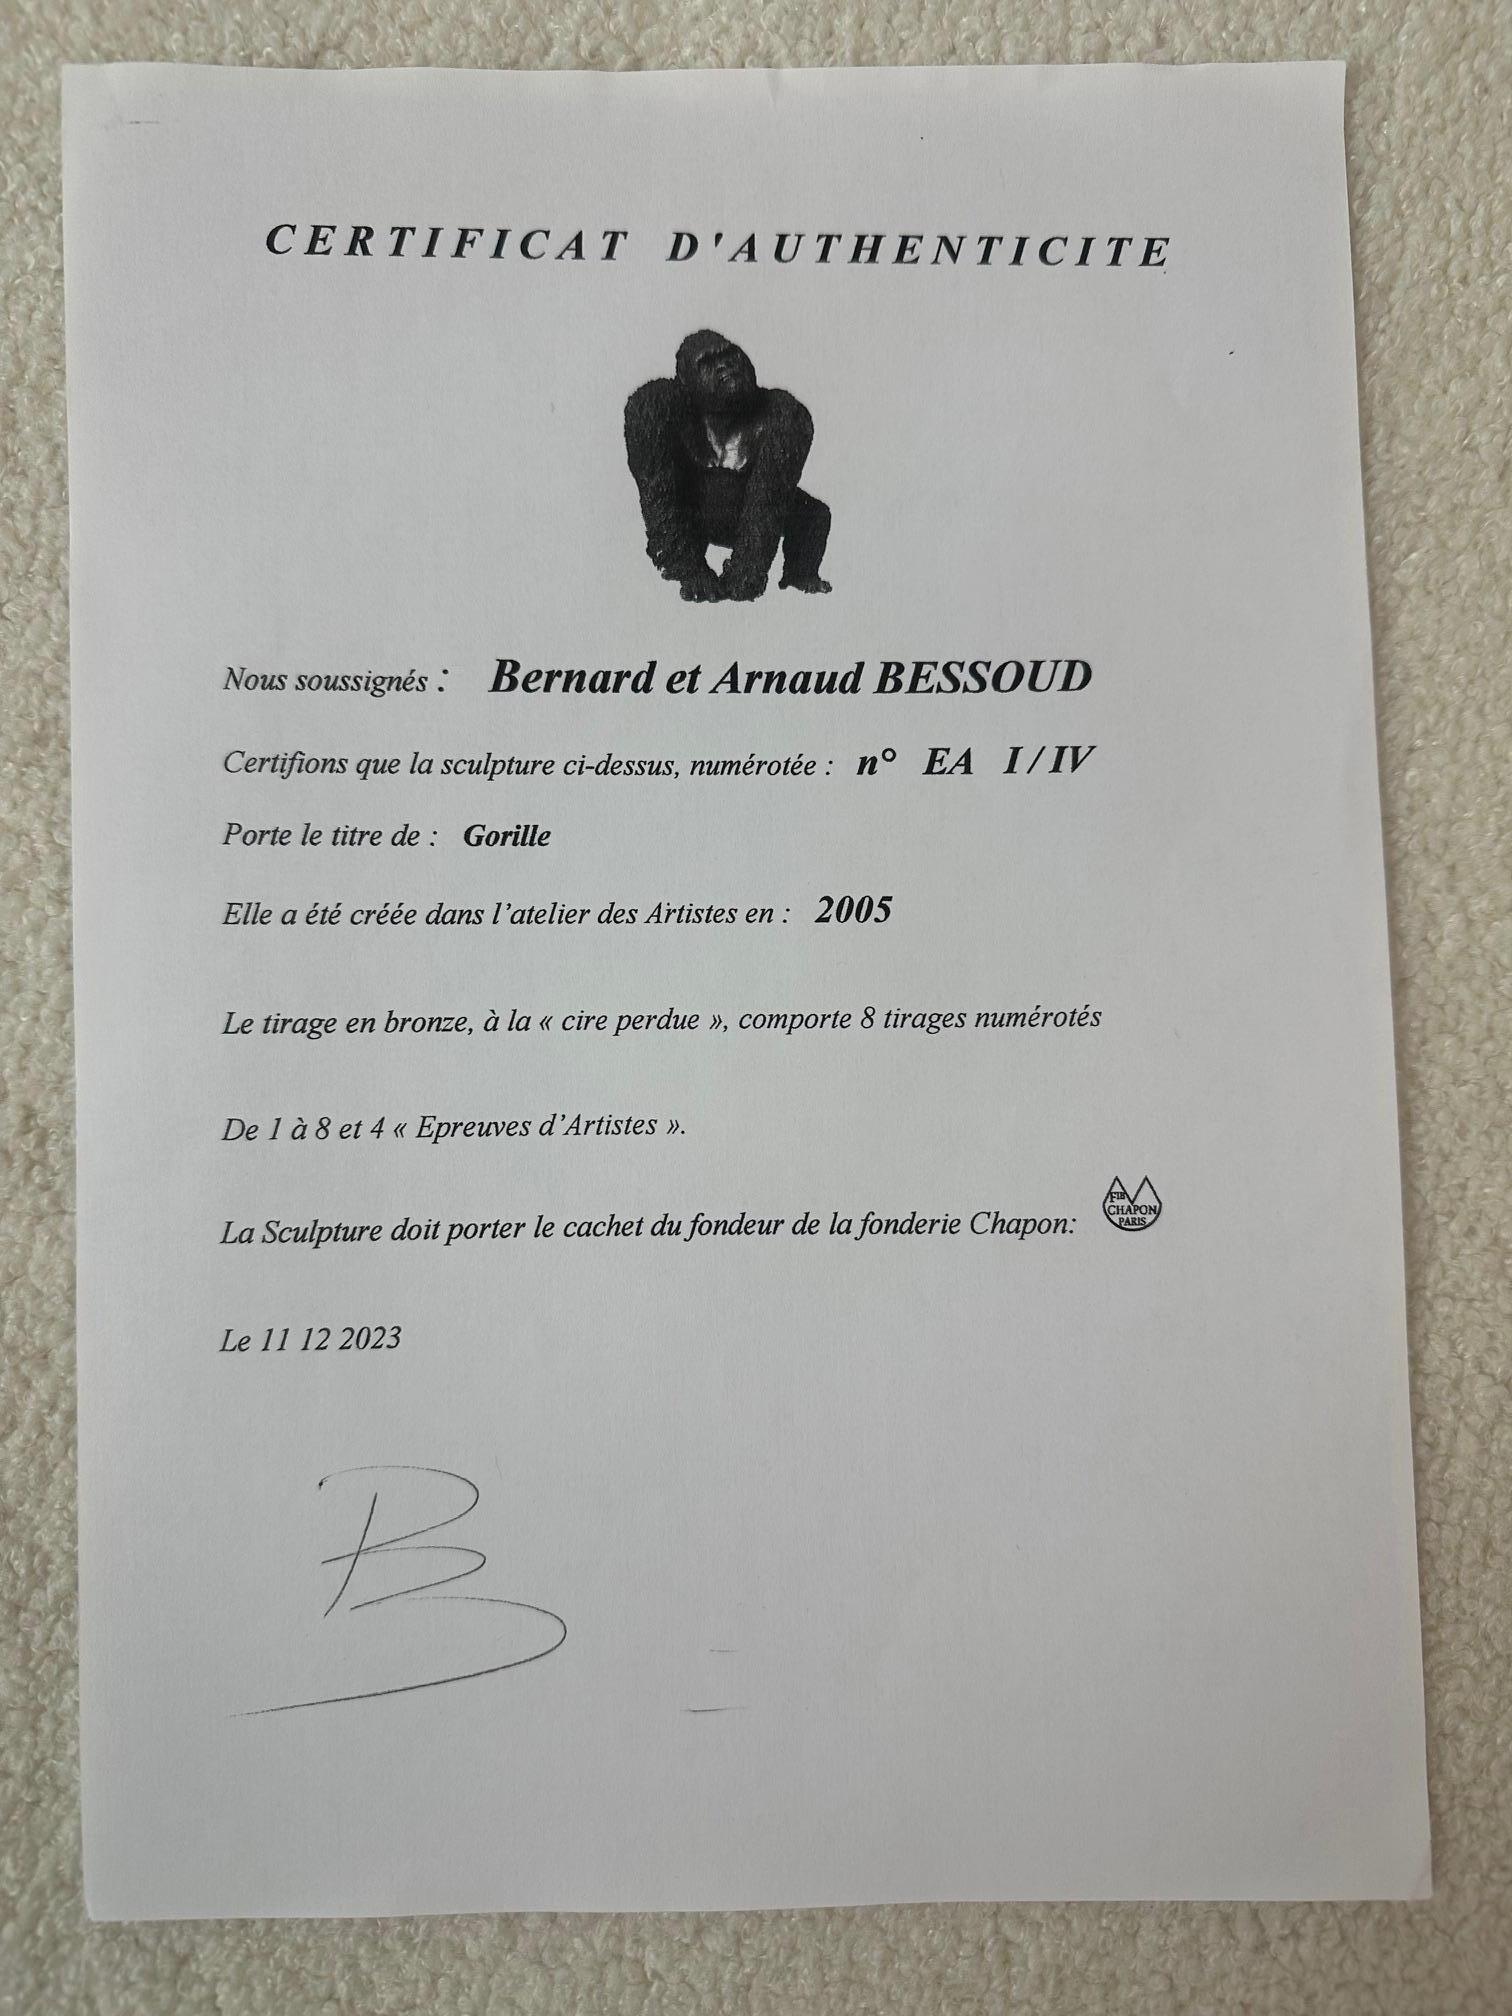 CERTIFICAT D'AUTHENTICITE
Nous soussignés : Bernard et Arnaud BESSOUD
Certifions que la sculpture ci-dessus, numérotée : n° EA I / IV
Porte le titre de : Gorille
Elle a été créée dans l’atelier des Artistes en : 2005
Le tirage en bronze, à la « cire perdue », comporte 8 tirages numérotés
De 1 à 8 et 4 « Epreuves d’Artistes ».
La Sculpture doit porter le cachet du fondeur de la fonderie Chapon:
CHAPON
PARIS
Le 11 12 2023